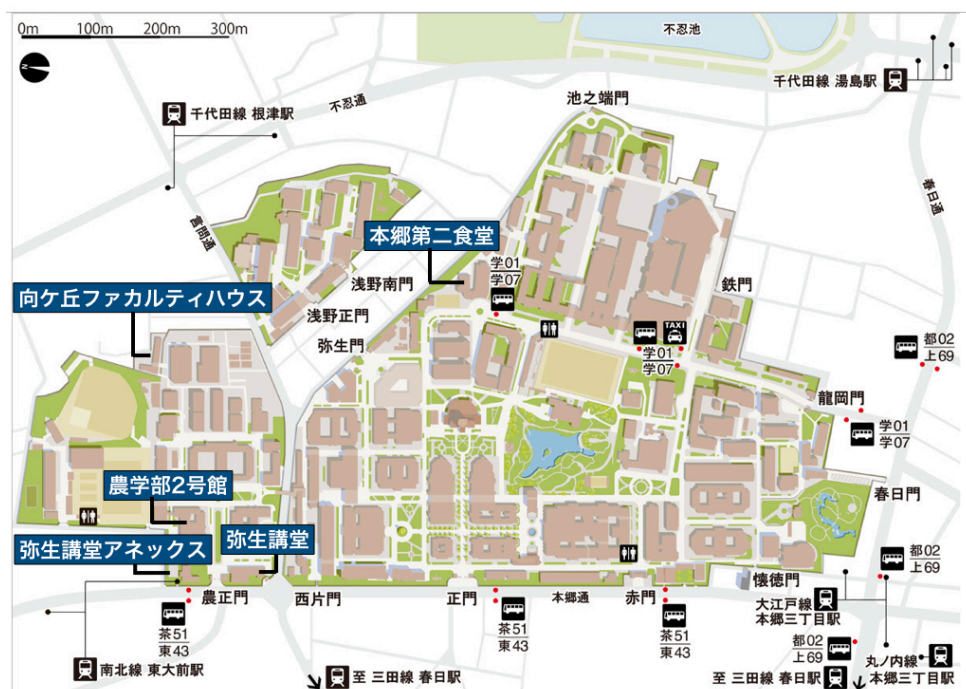 0m 100m 200m 300m
N
不忍池
千代田線 湯島駅
千代田線 根津駅
不忍通
池之端門
春日通
言問通
本郷第二食堂
学01
学07
浅野南門
鉄門
向ケ丘ファカルティハウス
浅野正門
弥生門
TAXI
学01
学07
都02
上69
龍岡門
学01
学07
農学部2号館
春日門
弥生講堂アネックス
弥生講堂
都02
上69
懐徳門
農正門
西片門
正門
本郷通
赤門
大江戸線
本郷三丁目駅
茶51
東43
茶51
東43
茶51
東43
都02
上69
丸ノ内線
本郷三丁目駅
南北線 東大前駅
至 三田線 春日駅
至 三田線 春日駅